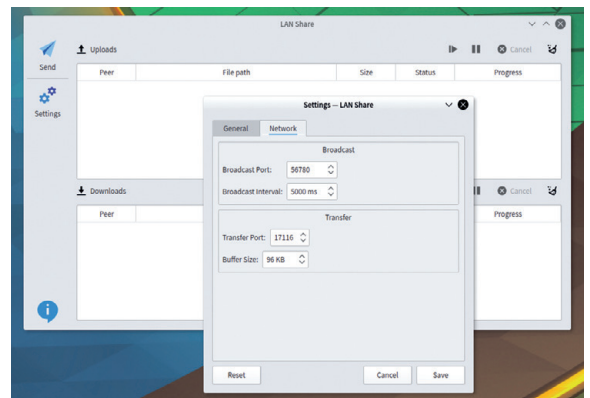 LAN Share
Send
Settings
Uploads
Cancel
Peer File path Size Status Progress
Downloads
Cancel
Peer Progress
Settings — LAN Share
General Network
Broadcast
Broadcast Port: 56780
Broadcast Interval: 5000 ms
Transfer
Transfer Port: 17116
Buffer Size: 96 KB
Reset Cancel Save